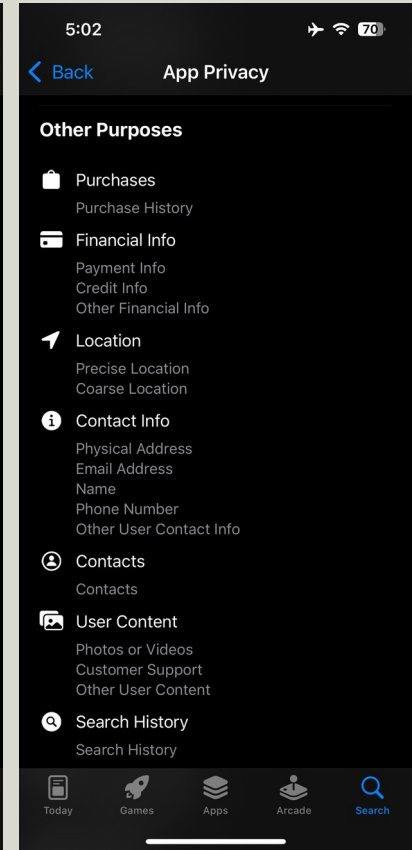 5:02
70
Back
App Privacy
Other Purposes
Purchases
Purchase History
Financial Info
Payment Info
Credit Info
Other Financial Info
Location
Precise Location
Coarse Location
Contact Info
Physical Address
Email Address
Name
Phone Number
Other User Contact Info
Contacts
Contacts
User Content
Photos or Videos
Customer Support
Other User Content
Search History
Search History
Today
Games
Apps
Arcade
Search